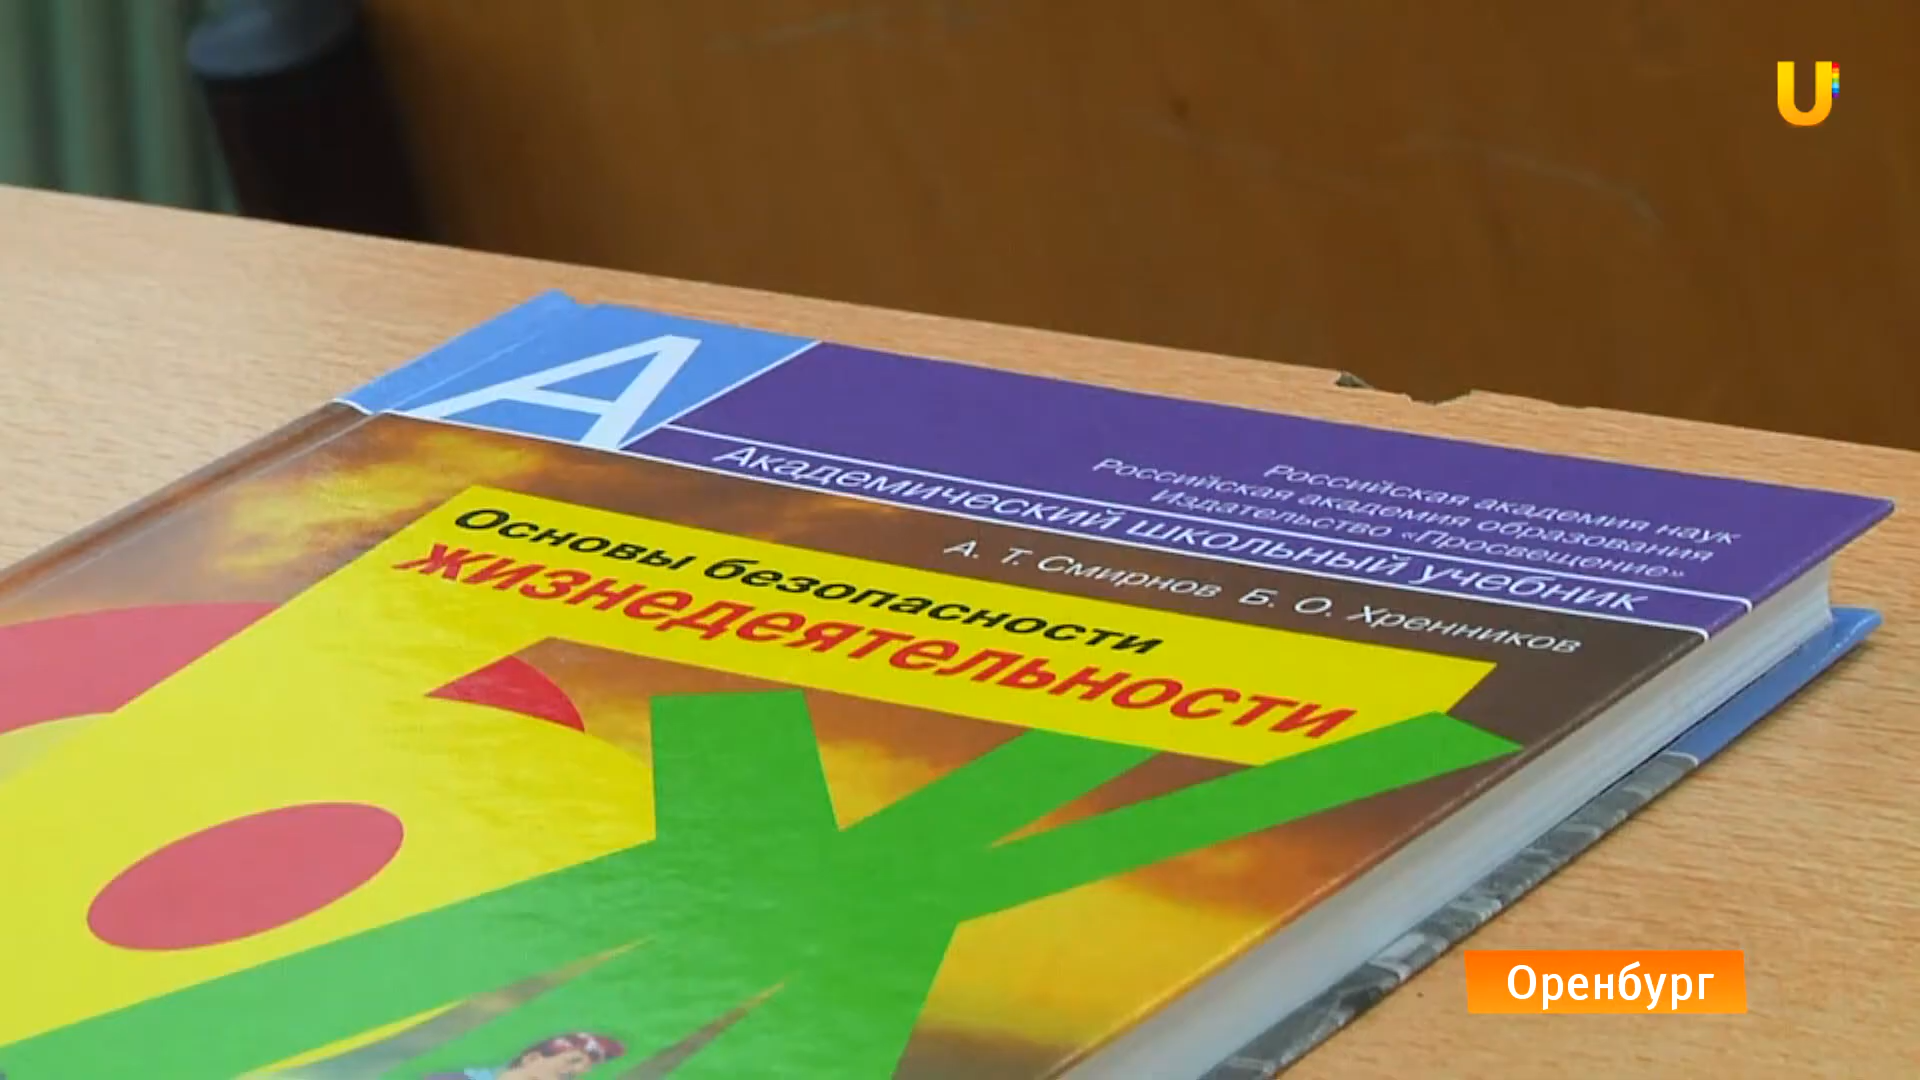 U
А
Российская академия наук
Российская академия образования
Издательство «Просвещение»
Академический школьный учебник
А. Т. Смирнов Б. О. Хренников
Основы безопасности
жизнедеятельности
Оренбург